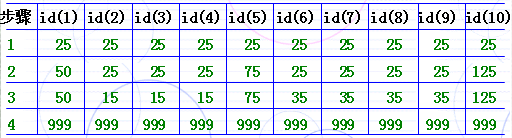 步骤 id(1) id(2) id(3) id(4) id(5) id(6) id(7) id(8) id(9) id(10)
1 25 25 25 25 25 25 25 25 25 25
2 50 25 25 25 75 25 25 25 25 125
3 50 15 15 15 75 35 35 35 35 125
4 999 999 999 999 999 999 999 999 999 999